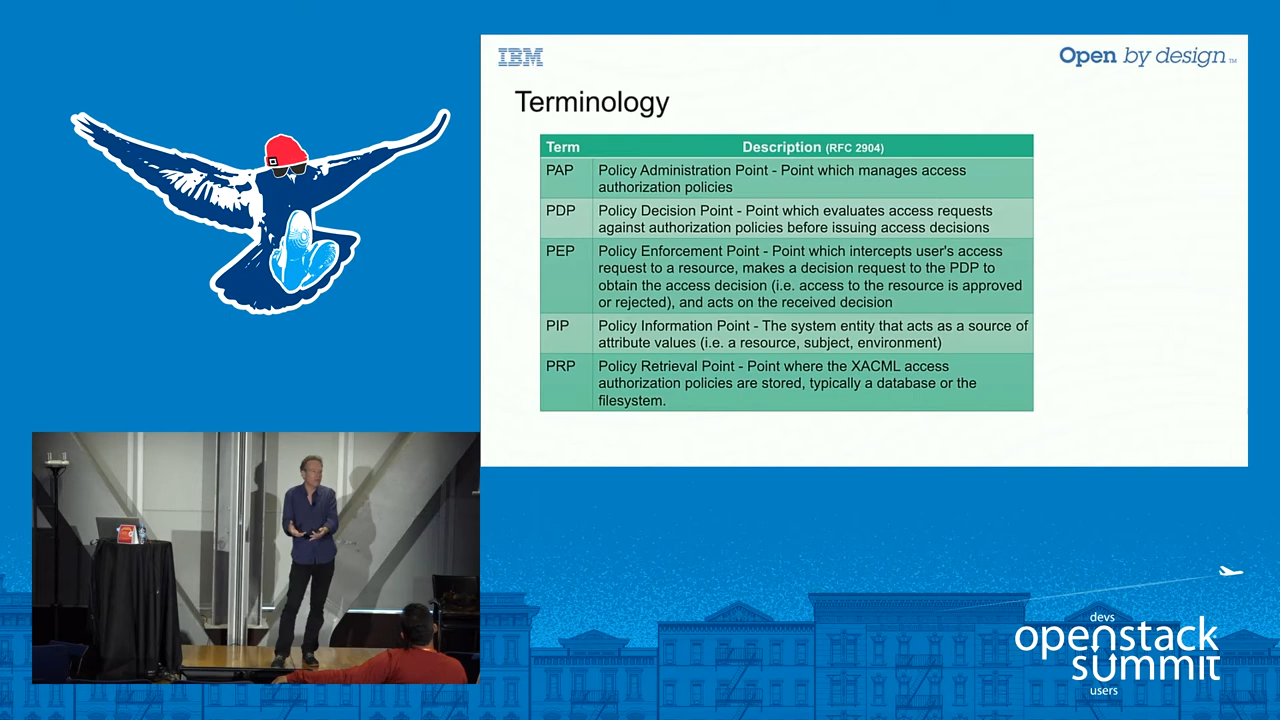 IBM
Open by design™
Terminology
Term Description (RFC 2904)
PAP Policy Administration Point - Point which manages access
authorization policies
PDP Policy Decision Point - Point which evaluates access requests
against authorization policies before issuing access decisions
PEP Policy Enforcement Point - Point which intercepts user's access
request to a resource, makes a decision request to the PDP to
obtain the access decision (i.e. access to the resource is approved
or rejected), and acts on the received decision
PIP Policy Information Point - The system entity that acts as a source of
attribute values (i.e. a resource, subject, environment)
PRP Policy Retrieval Point - Point where the XACML access
authorization policies are stored, typically a database or the
filesystem.
devs
openstack
summit
users